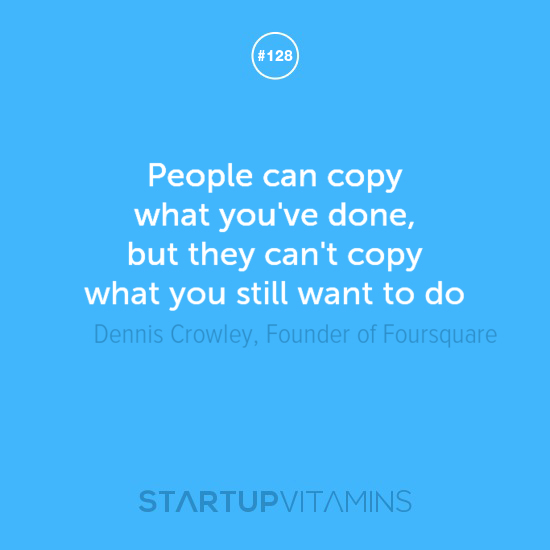 #128
People can copy
what you've done,
but they can't copy
what you still want to do
Dennis Crowley, Founder of Foursquare
STARTUPVITAMINS